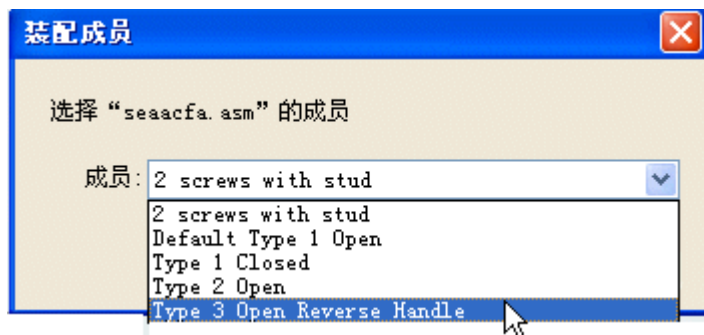 装配成员
选择“seaacfa.asm”的成员
成员: 2 screws with stud
2 screws with stud
Default Type 1 Open
Type 1 Closed
Type 2 Open
Type 3 Open Reverse Handle